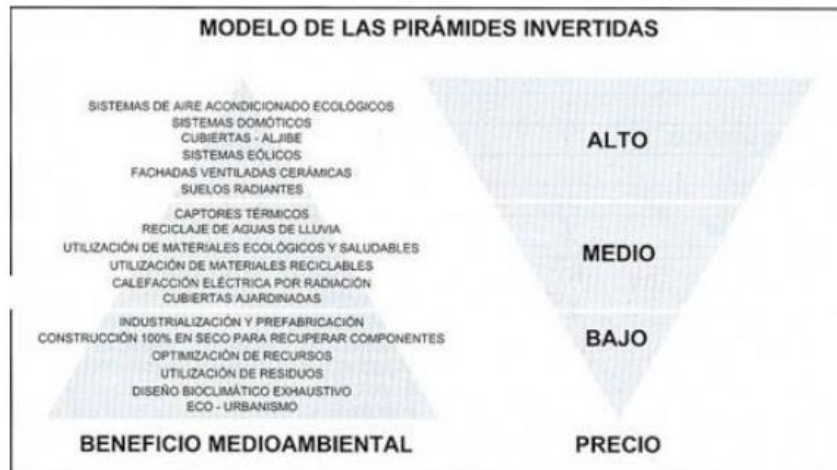 MODELO DE LAS PIRÁMIDES INVERTIDAS
SISTEMAS DE AIRE ACONDICIONADO ECOLÓGICOS
SISTEMAS DOMÓTICOS
CUBIERTAS - ALJIBE
SISTEMAS EÓLICOS
FACHADAS VENTILADAS CERÁMICAS
SUELOS RADIANTES
ALTO
CAPTORES TÉRMICOS
RECICLAJE DE AGUAS DE LLUVIA
UTILIZACIÓN DE MATERIALES ECOLÓGICOS Y SALUDABLES
UTILIZACIÓN DE MATERIALES RECICLABLES
CALEFACCIÓN ELÉCTRICA POR RADIACIÓN
CUBIERTAS AJARDINADAS
MEDIO
INDUSTRIALIZACIÓN Y PREFABRICACIÓN
CONSTRUCCIÓN 100% EN SECO PARA RECUPERAR COMPONENTES
OPTIMIZACIÓN DE RECURSOS
UTILIZACIÓN DE RESIDUOS
DISEÑO BIOCLIMÁTICO EXHAUSTIVO
ECO - URBANISMO
BAJO
BENEFICIO MEDIOAMBIENTAL
PRECIO